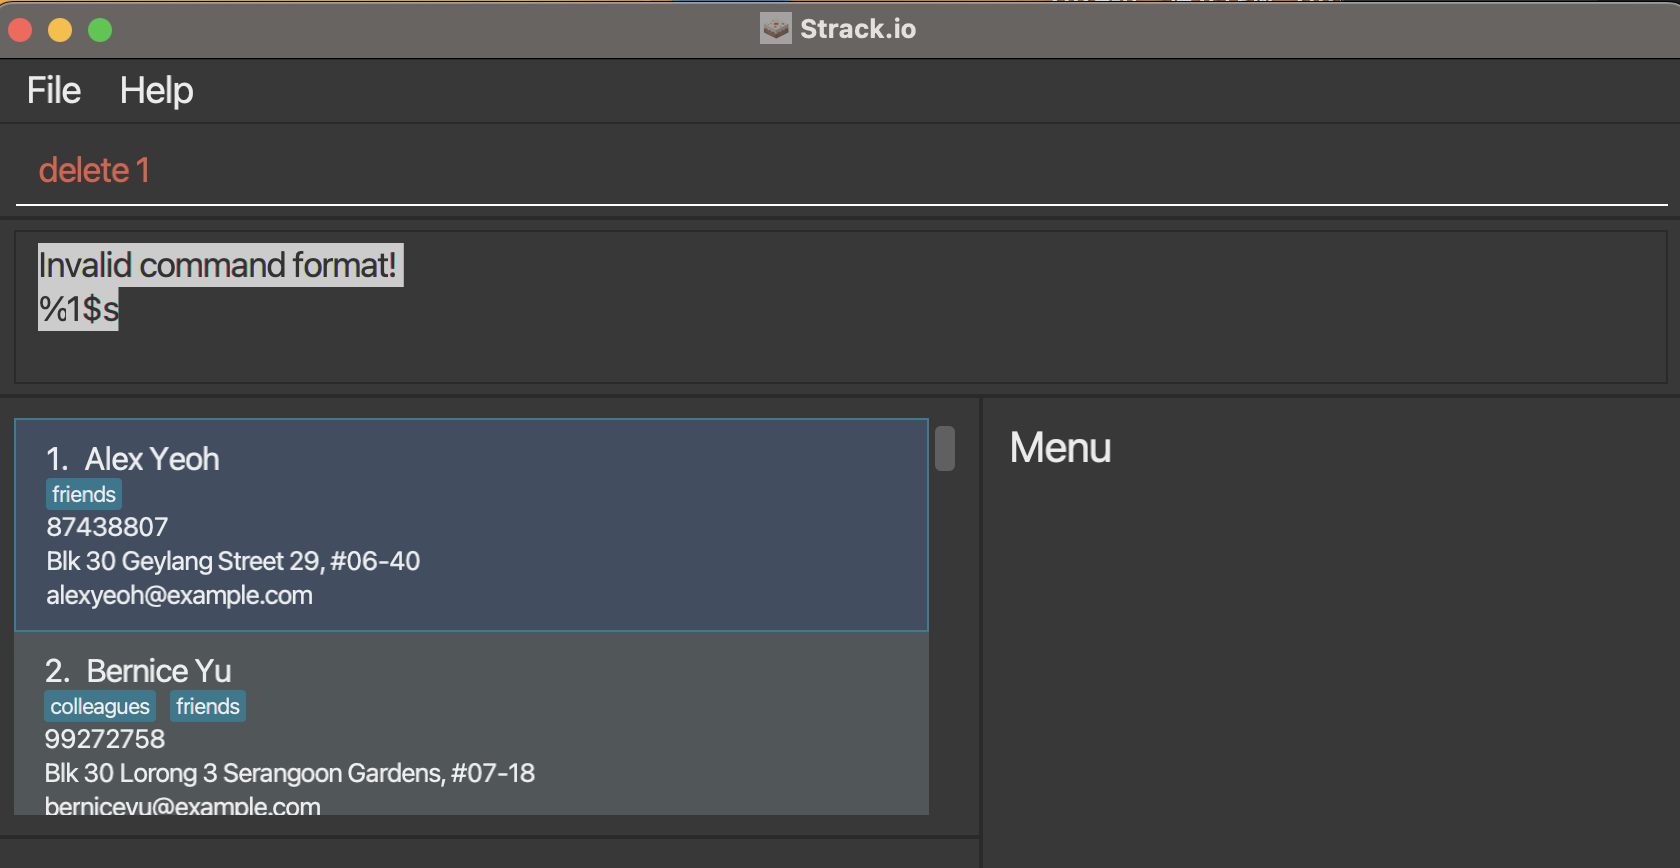 Strack.io
File Help
delete 1
Invalid command format!
%1$s
1. Alex Yeoh
friends
87438807
Blk 30 Geylang Street 29, #06-40
alexyeoh@example.com
2. Bernice Yu
colleagues friends
99272758
Blk 30 Lorong 3 Serangoon Gardens, #07-18
berniceyu@example.com
Menu